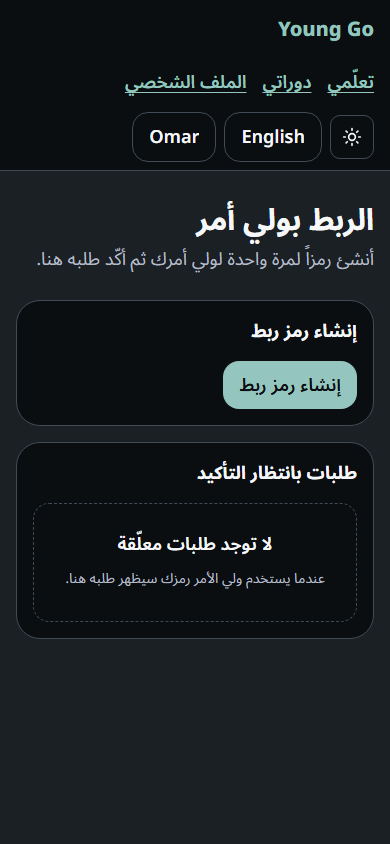 Young Go
تعلّمي دوراتي الملف الشخصي
English Omar
الربط بولي أمر
أنشئ رمزاً لمرة واحدة لولي أمرك ثم أكّد طلبه هنا.
إنشاء رمز ربط
إنشاء رمز ربط
طلبات بانتظار التأكيد
لا توجد طلبات معلّقة
عندما يستخدم ولي الأمر رمزك سيظهر طلبه هنا.